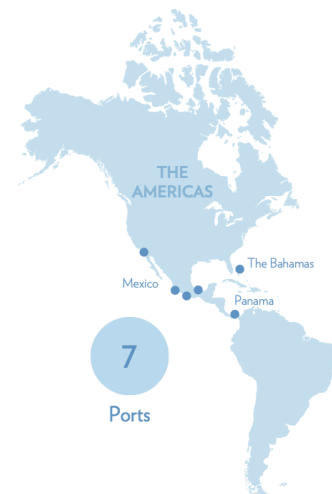 THE
AMERICAS
The Bahamas
Mexico
Panama
7
Ports